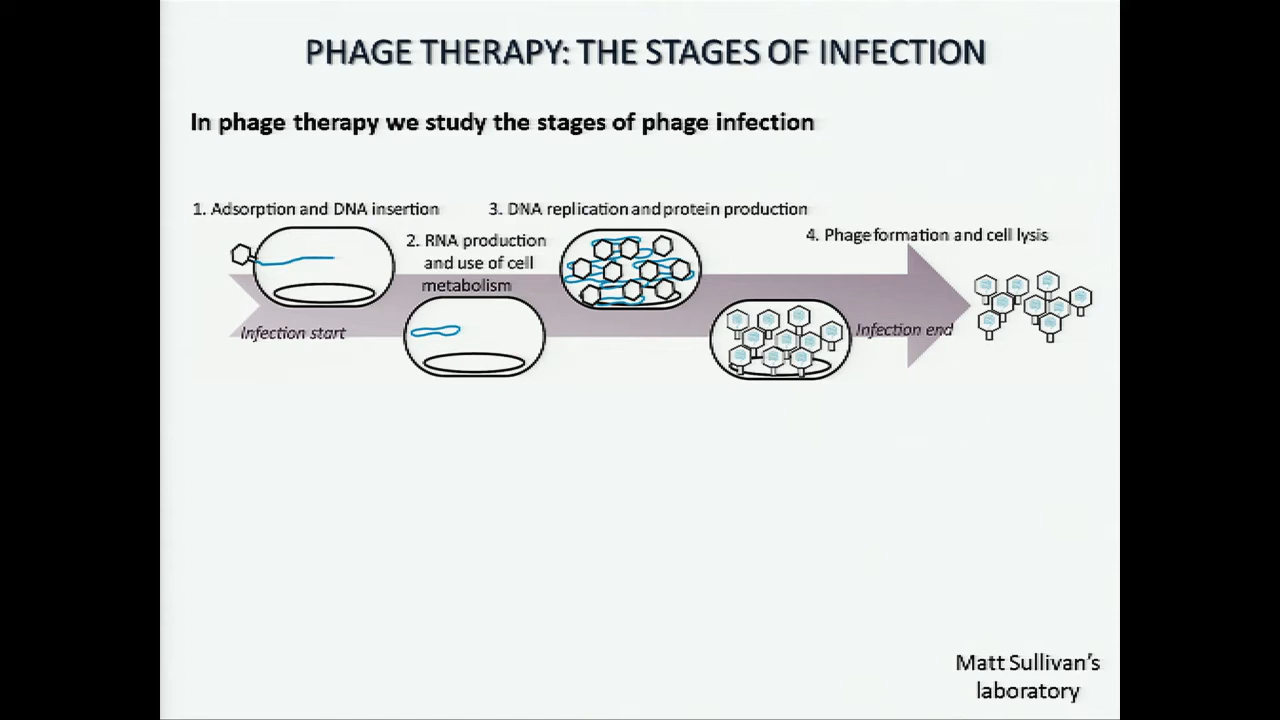 PHAGE THERAPY: THE STAGES OF INFECTION
In phage therapy we study the stages of phage infection
1. Adsorption and DNA insertion
2. RNA production
and use of cell
metabolism
3. DNA replication and protein production
4. Phage formation and cell lysis
Infection start
Infection end
Matt Sullivan's
laboratory